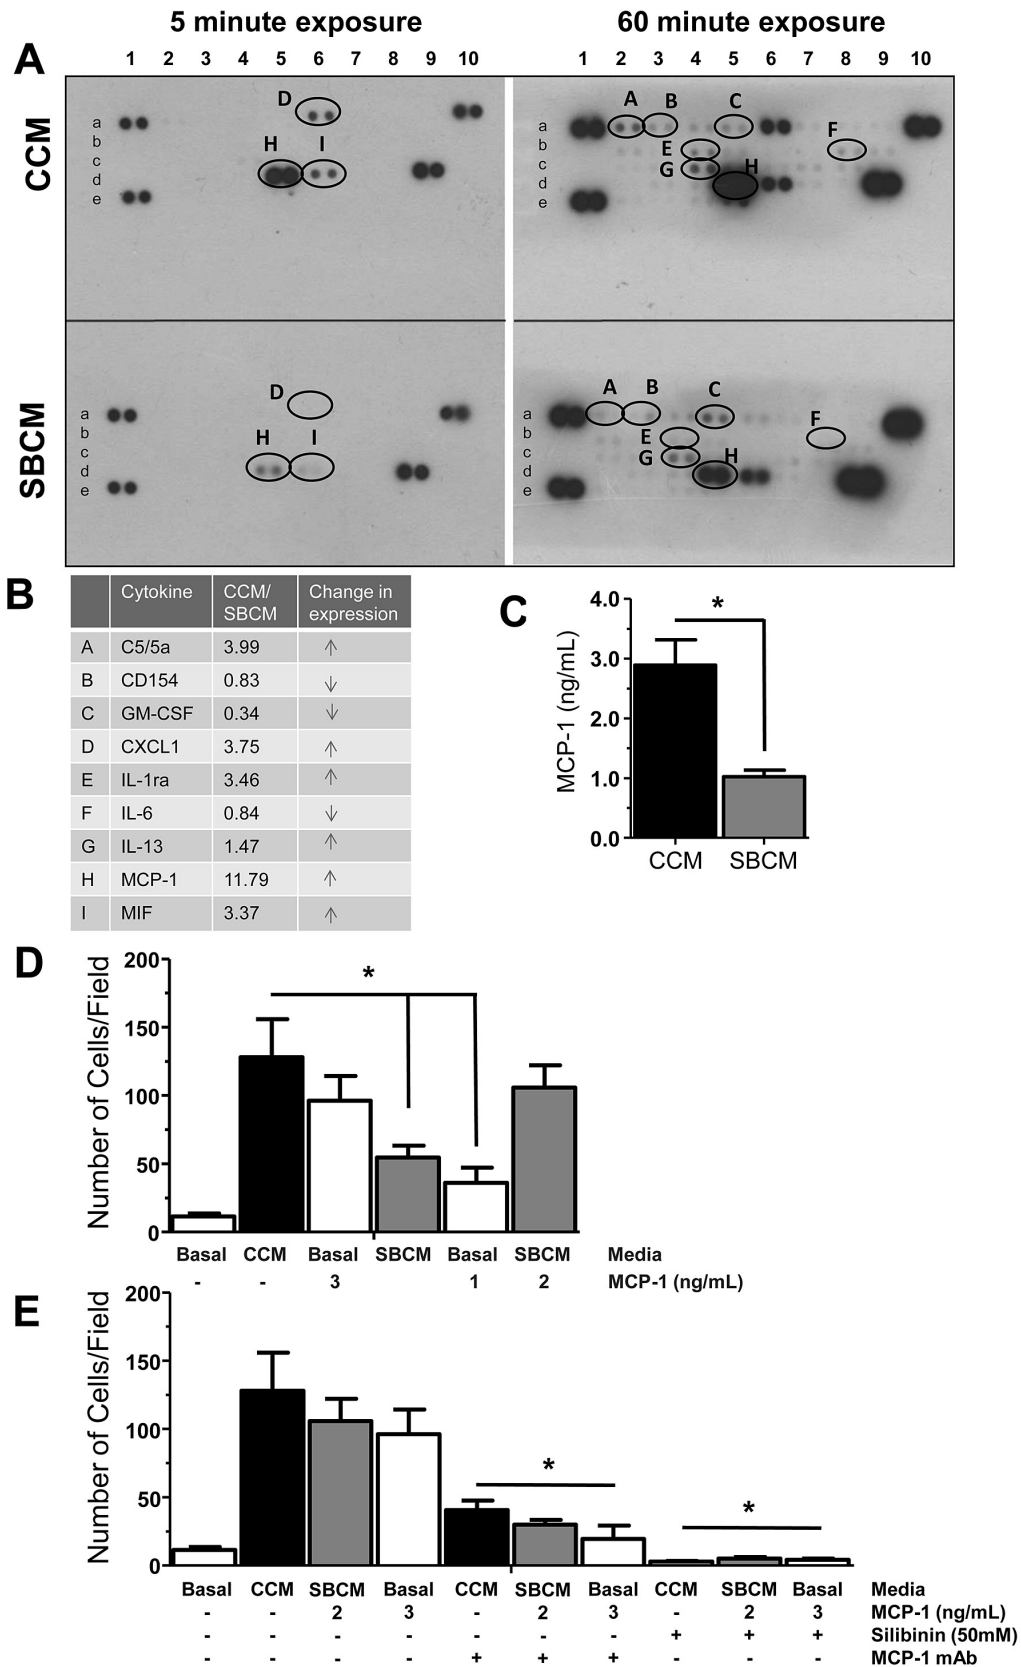 5 minute exposure 60 minute exposure
A 1 2 3 4 5 6 7 8 9 10 1 2 3 4 5 6 7 8 9 10
CCM
a
b
c
d
e
D
H I
a
b
c
d
e
A B C
E F
G H
SBCM
a
b
c
d
e
D
H I
a
b
c
d
e
A B C
E F
G H
B
Cytokine CCM/ Change in
SBCM expression
A C5/5a 3.99 ↑
B CD154 0.83 ↓
C GM-CSF 0.34 ↓
D CXCL1 3.75 ↑
E IL-1ra 3.46 ↑
F IL-6 0.84 ↓
G IL-13 1.47 ↑
H MCP-1 11.79 ↑
I MIF 3.37 ↑
C
MCP-1 (ng/mL)
4.0
3.0
2.0
1.0
0.0
*
CCM SBCM
D
Number of Cells/Field
200
150
100
50
0
*
Basal CCM Basal SBCM Basal SBCM Media
- - 3 1 2 MCP-1 (ng/mL)
E
Number of Cells/Field
200
150
100
50
0
*
*
Basal CCM SBCM Basal CCM SBCM Basal CCM SBCM Basal Media
- - 2 3 - 2 3 - 2 3 MCP-1 (ng/mL)
- - - - - - - + + + Silibinin (50mM)
- - - - + + + - - - MCP-1 mAb